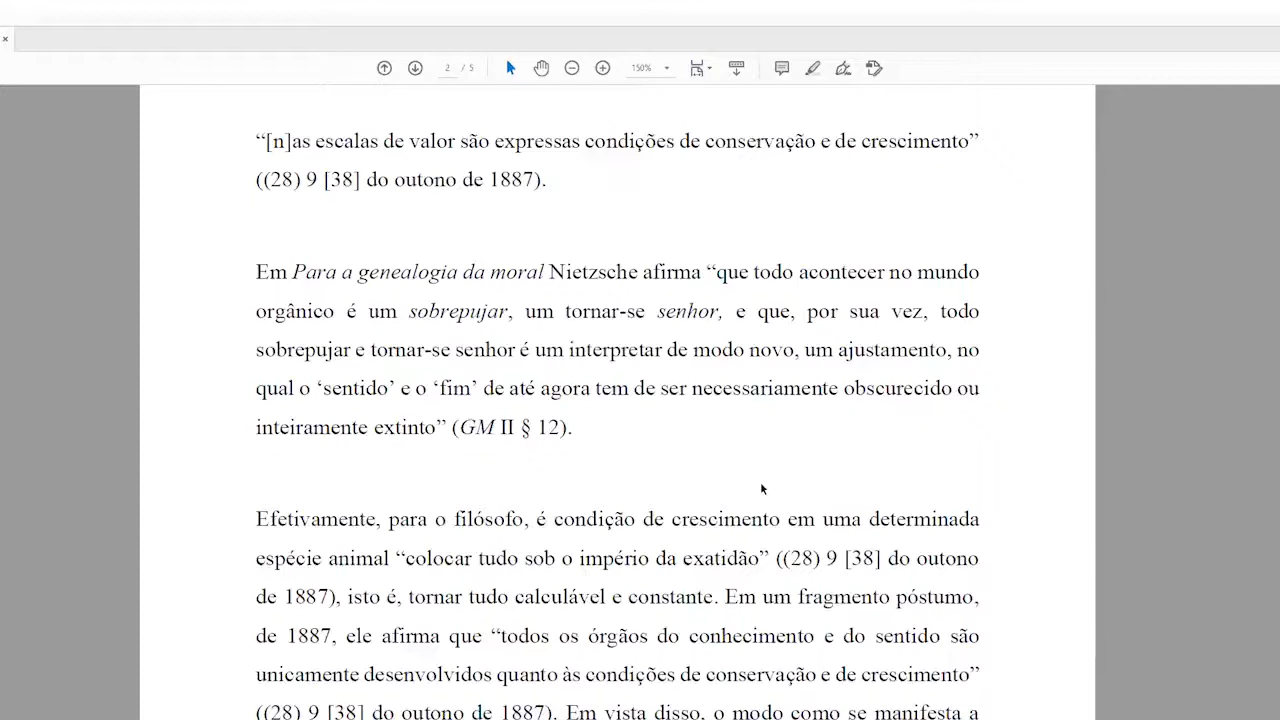 2 / 5
150%
“[n]as escalas de valor são expressas condições de conservação e de crescimento”
((28) 9 [38] do outono de 1887).
Em Para a genealogia da moral Nietzsche afirma “que todo acontecer no mundo
orgânico é um sobrepujar, um tornar-se senhor, e que, por sua vez, todo
sobrepujar e tornar-se senhor é um interpretar de modo novo, um ajustamento, no
qual o ‘sentido’ e o ‘fim’ de até agora tem de ser necessariamente obscurecido ou
inteiramente extinto” (GM II § 12).
Efetivamente, para o filósofo, é condição de crescimento em uma determinada
espécie animal “colocar tudo sob o império da exatidão” ((28) 9 [38] do outono
de 1887), isto é, tornar tudo calculável e constante. Em um fragmento póstumo,
de 1887, ele afirma que “todos os órgãos do conhecimento e do sentido são
unicamente desenvolvidos quanto às condições de conservação e de crescimento”
((28) 9 [38] do outono de 1887). Em vista disso, o modo como se manifesta a